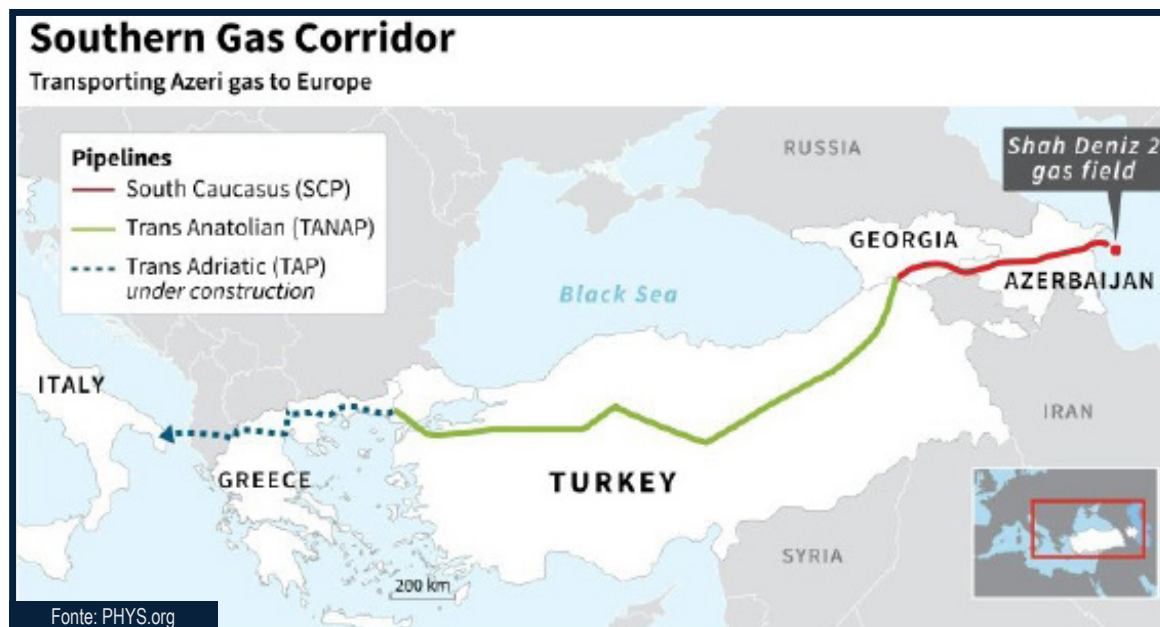 Southern Gas Corridor
Transporting Azeri gas to Europe
Pipelines
South Caucasus (SCP)
Trans Anatolian (TANAP)
Trans Adriatic (TAP)
under construction
RUSSIA
Shah Deniz 2
gas field
GEORGIA
AZERBAIJAN
Black Sea
ITALY
IRAN
GREECE
TURKEY
SYRIA
200 km
Fonte: PHYS.org